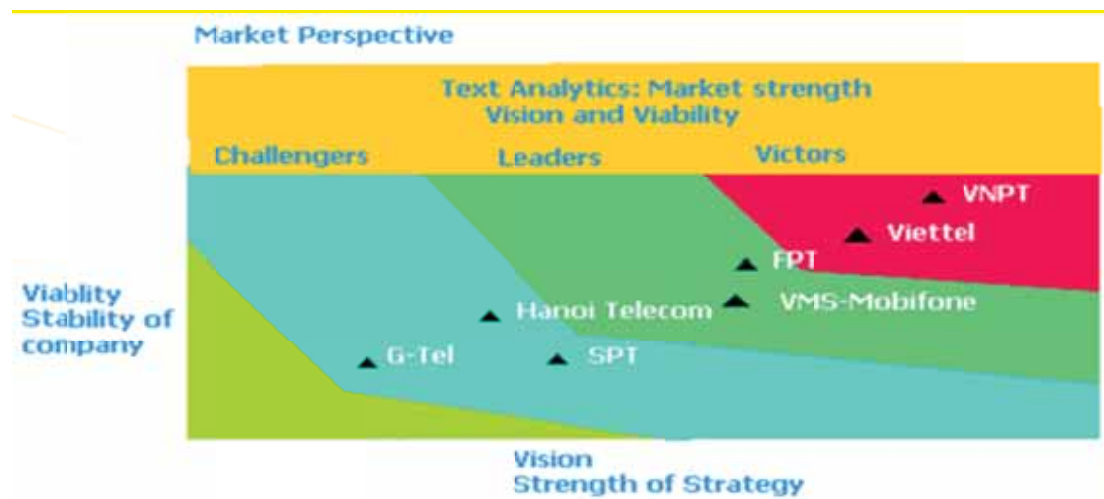 Market Perspective
Text Analytics: Market strength
Vision and Viability
Challengers Leaders Victors
VNPT
Viettel
FPT
Viablity
Stability of
company
Hanoi Telecom
VMS-Mobifone
G-Tel
SPT
Vision
Strength of Strategy